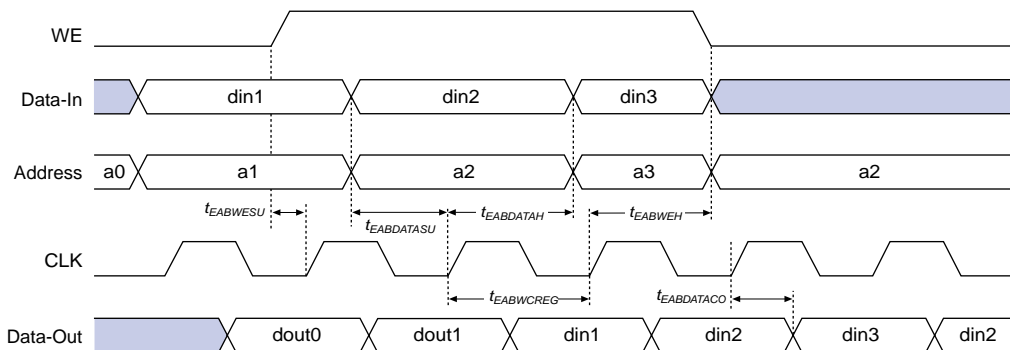 WE
Data-In din1 din2 din3
Address a0 a1 a2 a3 a2
tEABWESU tEABDATASU tEABDATAH tEABWEH
CLK
tEABWCREG tEABDATACO
Data-Out dout0 dout1 din1 din2 din3 din2